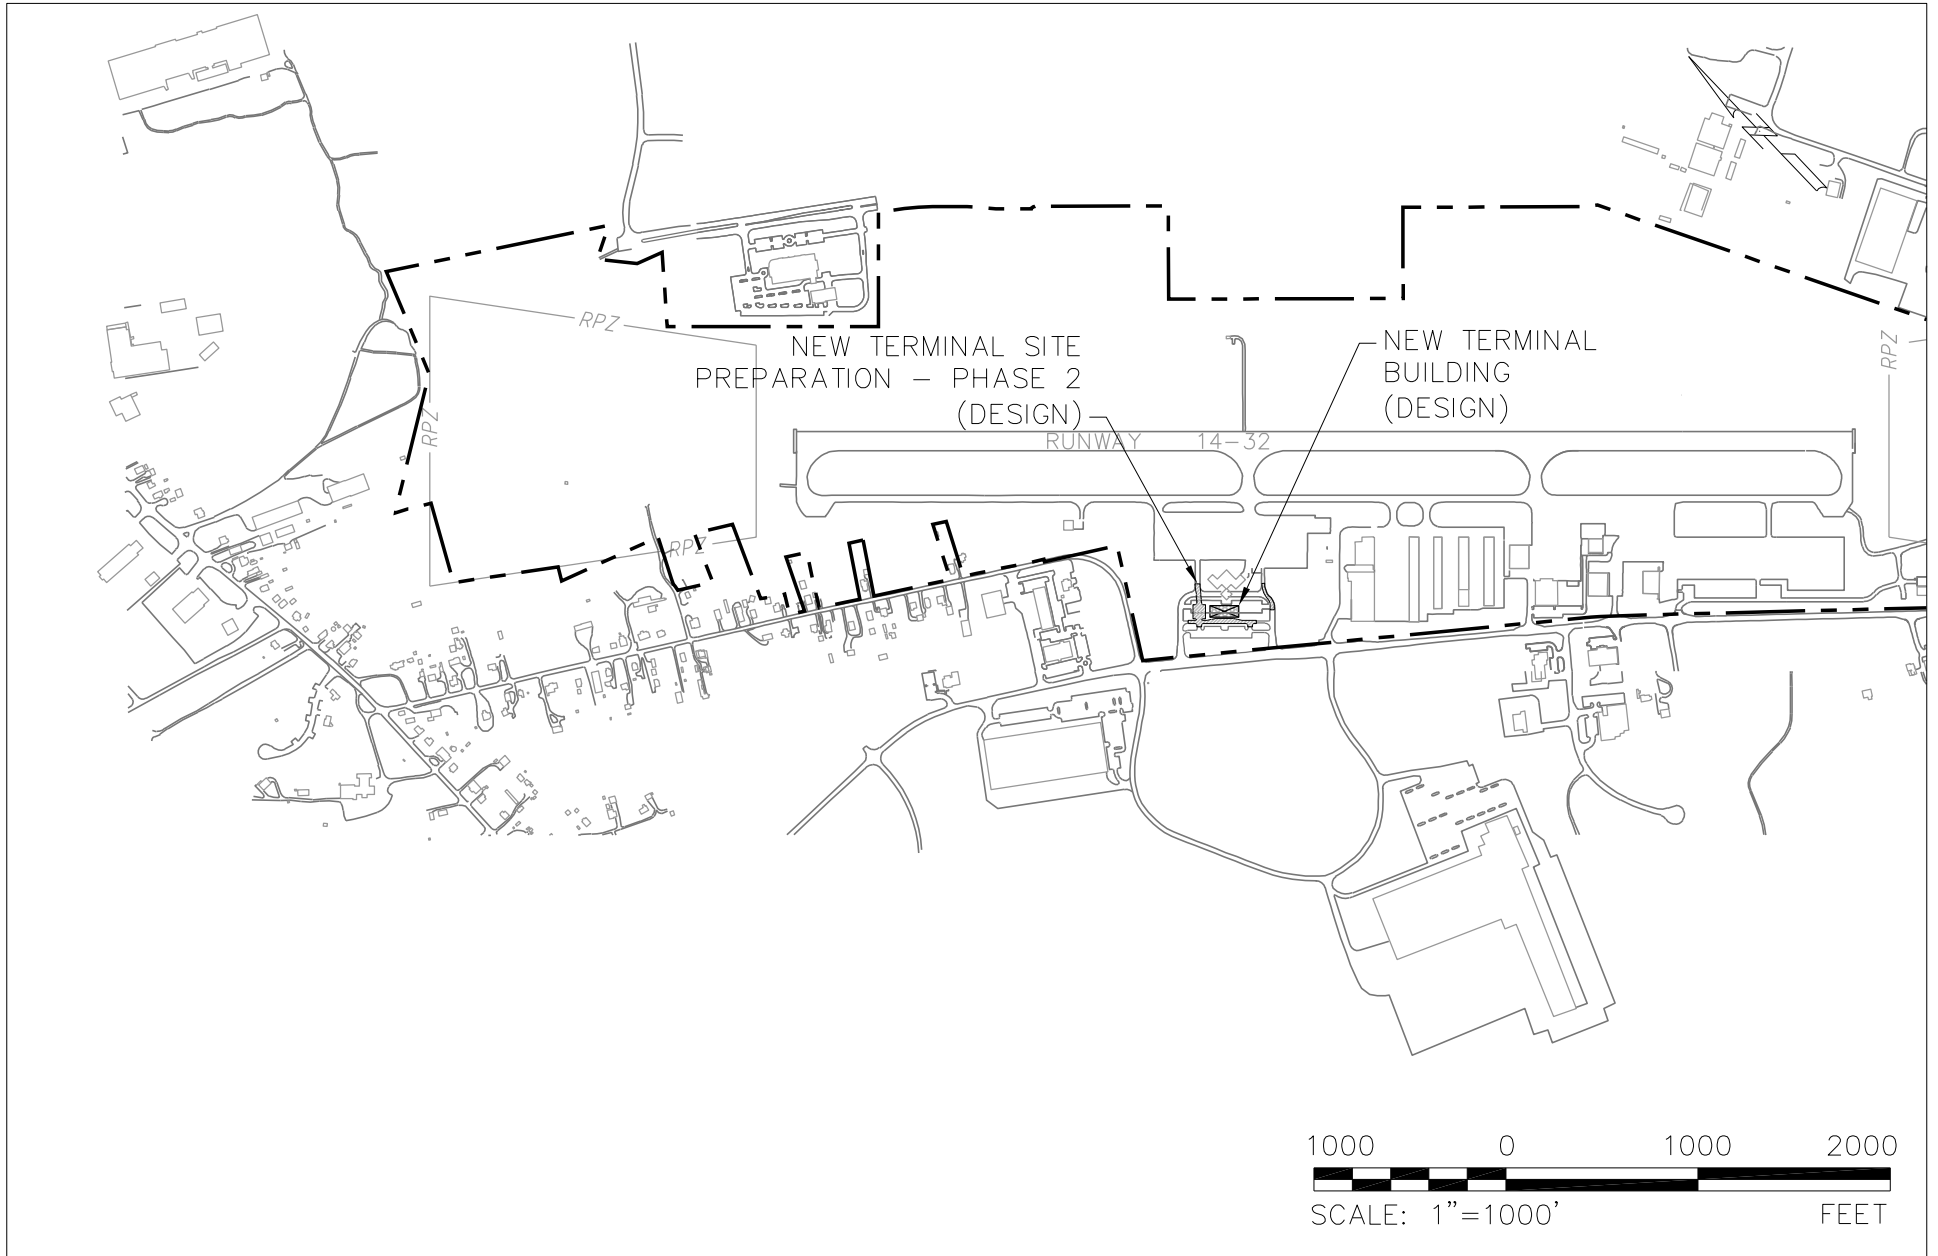 RPZ
NEW TERMINAL SITE
PREPARATION – PHASE 2
(DESIGN)
NEW TERMINAL
BUILDING
(DESIGN)
RPZ
RPZ
RUNWAY 14-32
RPZ
1000 0 1000 2000
SCALE: 1"=1000' FEET